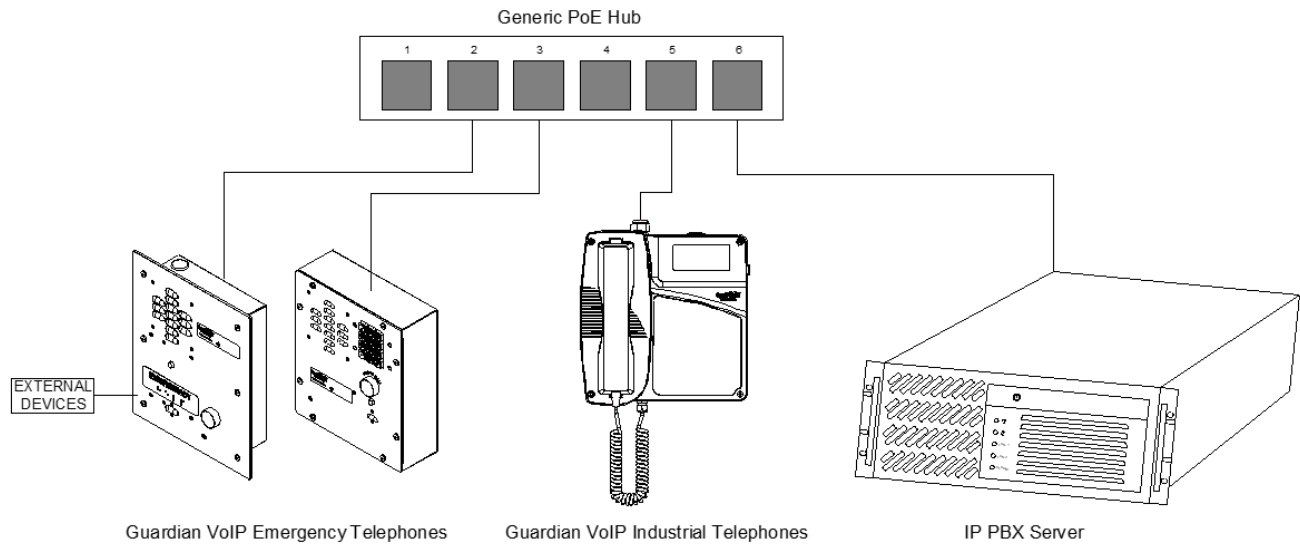 Generic PoE Hub
1 2 3 4 5 6
EXTERNAL
DEVICES
EMERGENCY
Guardian VoIP Emergency Telephones
Guardian VoIP Industrial Telephones
IP PBX Server